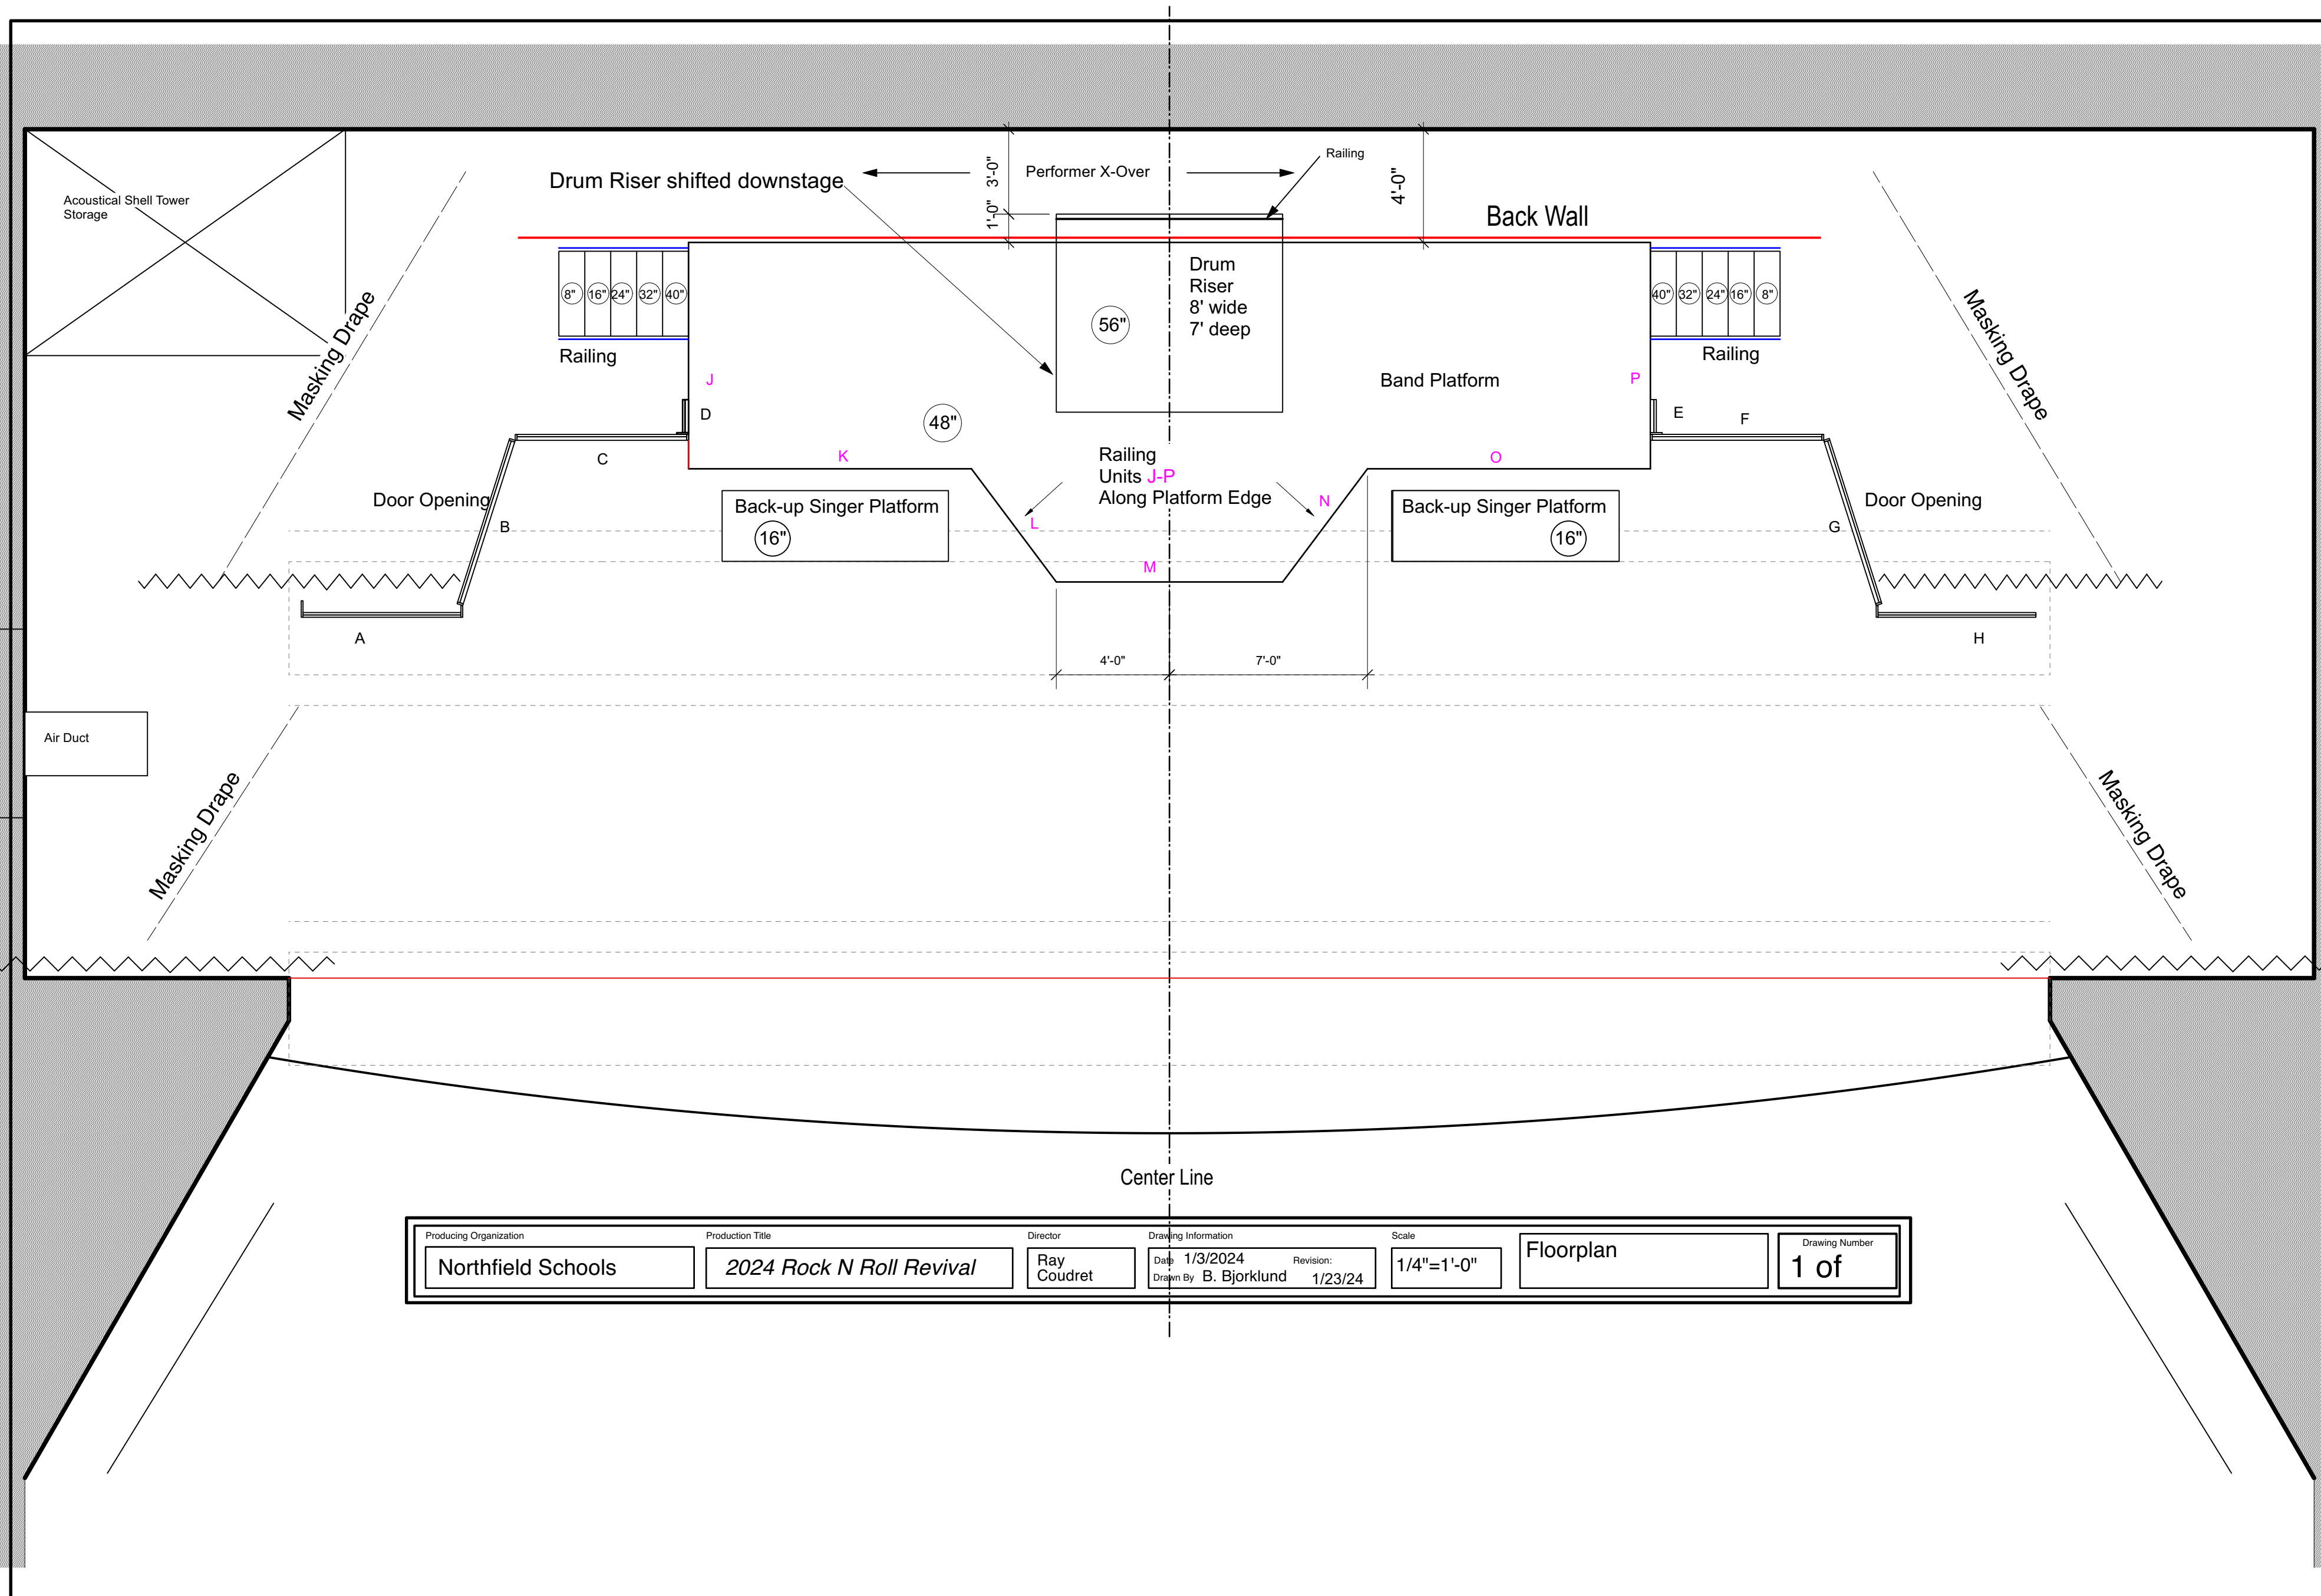 Railing
3'-0"
Performer X-Over
4'-0"
Drum Riser shifted downstage
Acoustical Shell Tower
Storage
1'-0"
Back Wall
Masking Drape
Masking Drape
8" 16" 24" 32" 40"
Railing
56"
Drum
Riser
8' wide
7' deep
40" 32" 24" 16" 8"
Railing
J
D
48"
Band Platform
P
E
F
C
K
Railing
Units J-P
Along Platform Edge
O
Door Opening
B
Back-up Singer Platform
16"
L
N
Back-up Singer Platform
16"
G
Door Opening
M
A
H
4'-0"
7'-0"
Air Duct
Masking Drape
Masking Drape
Center Line
Producing Organization
Northfield Schools
Production Title
2024 Rock N Roll Revival
Director
Ray
Coudret
Drawing Information
Date 1/3/2024
Drawn By B. Bjorklund
Revision:
1/23/24
Scale
1/4"=1'-0"
Floorplan
Drawing Number
1 of